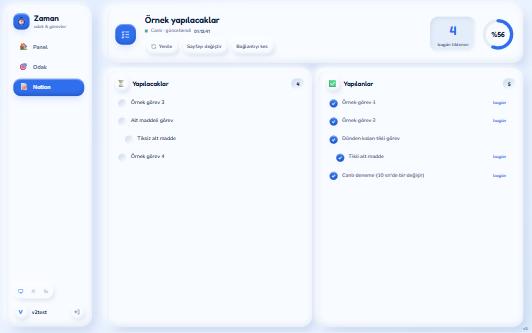 Zaman
odak & görevler
Panel
Odak
Notion
v2test
Örnek yapılacaklar
Canlı · güncellendi 01:12:41
Yenile
Sayfayı değiştir
Bağlantıyı kes
4
bugün tiklenen
%56
Yapılacaklar
4
Örnek görev 3
Alt maddeli görev
Tiksiz alt madde
Örnek görev 4
Yapılanlar
5
Örnek görev 1
bugün
Örnek görev 2
bugün
Dünden kalan tikli görev
Tikli alt madde
bugün
Canlı deneme (10 sn'de bir değişir)
bugün